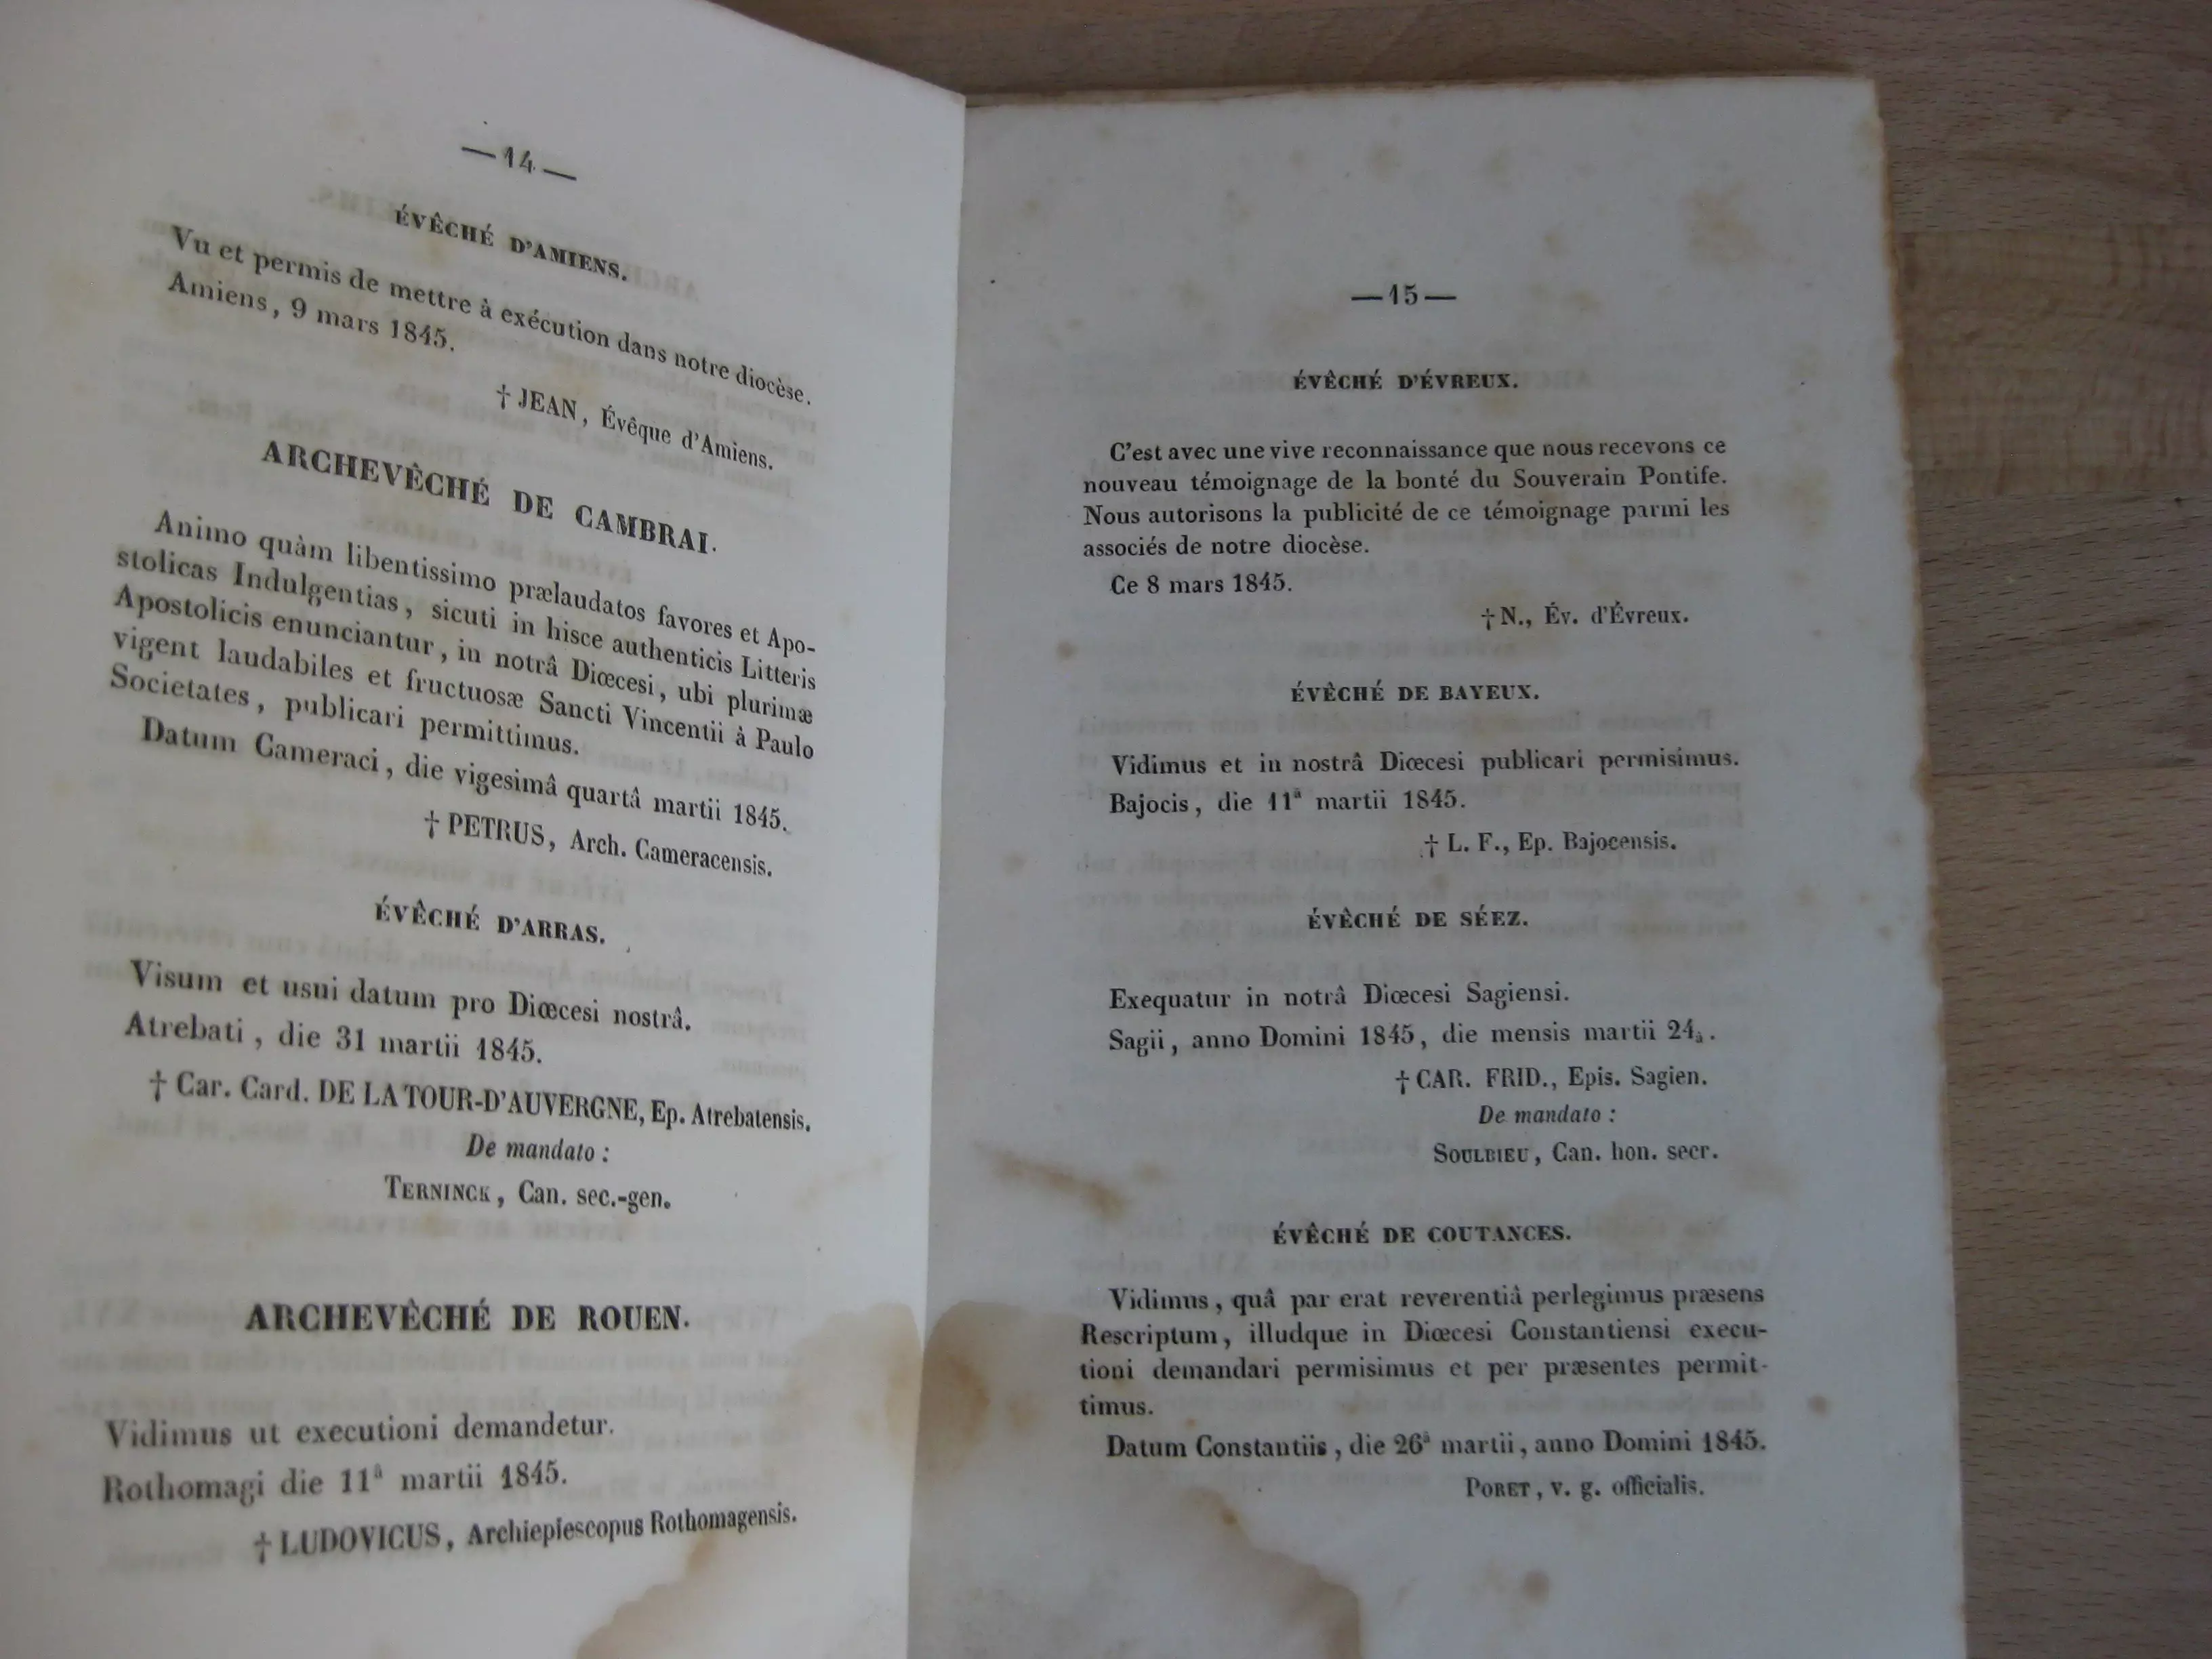 —14—
ÉVÊCHÉ D'AMIENS.
Vu et permis de mettre à exécution dans notre diocèse.
Amiens, 9 mars 1845.
† JEAN, Évêque d'Amiens.
ARCHEVÊCHÉ DE CAMBRAI.
Animo quàm libentissimo prælaudatos favores et Apo-
stolicas Indulgentias, sicuti in hisce authenticis Litteris
Apostolicis enunciantur, in notrâ Diœcesi, ubi plurimæ
vigent laudabiles et fructuosæ Sancti Vincentii à Paulo
Societates, publicari permittimus.
Datum Cameraci, die vigesimâ quartâ martii 1845.
† PETRUS, Arch. Cameracensis.
ÉVÊCHÉ D'ARRAS.
Visum et usui datum pro Diœcesi nostrâ.
Atrebati, die 31 martii 1845.
† Car. Card. DE LA TOUR-D'AUVERGNE, Ep. Atrebatensis.
De mandato :
TERNINCK, Can. sec.-gen.
ARCHEVÊCHÉ DE ROUEN.
Vidimus ut executioni demandetur.
Rothomagi die 11ª martii 1845.
† LUDOVICUS, Archiepiescopus Rothomagensis.
—15—
ÉVÊCHÉ D'ÉVREUX.
C'est avec une vive reconnaissance que nous recevons ce
nouveau témoignage de la bonté du Souverain Pontife.
Nous autorisons la publicité de ce témoignage parmi les
associés de notre diocèse.
Ce 8 mars 1845.
† N., Év. d'Évreux.
ÉVÊCHÉ DE BAYEUX.
Vidimus et in nostrâ Diœcesi publicari permisimus.
Bajocis, die 11ª martii 1845.
† L. F., Ep. Bajocensis.
ÉVÊCHÉ DE SÉEZ.
Exequatur in notrâ Diœcesi Sagiensi.
Sagii, anno Domini 1845, die mensis martii 24ª.
† CAR. FRID., Epis. Sagien.
De mandato :
SOULBIEU, Can. hon. secr.
ÉVÊCHÉ DE COUTANCES.
Vidimus, quâ par erat reverentiâ perlegimus præsens
Rescriptum, illudque in Diœcesi Constantiensi execu-
tioni demandari permisimus et per præsentes permit-
timus.
Datum Constantiis, die 26ª martii, anno Domini 1845.
PORET, v. g. officialis.